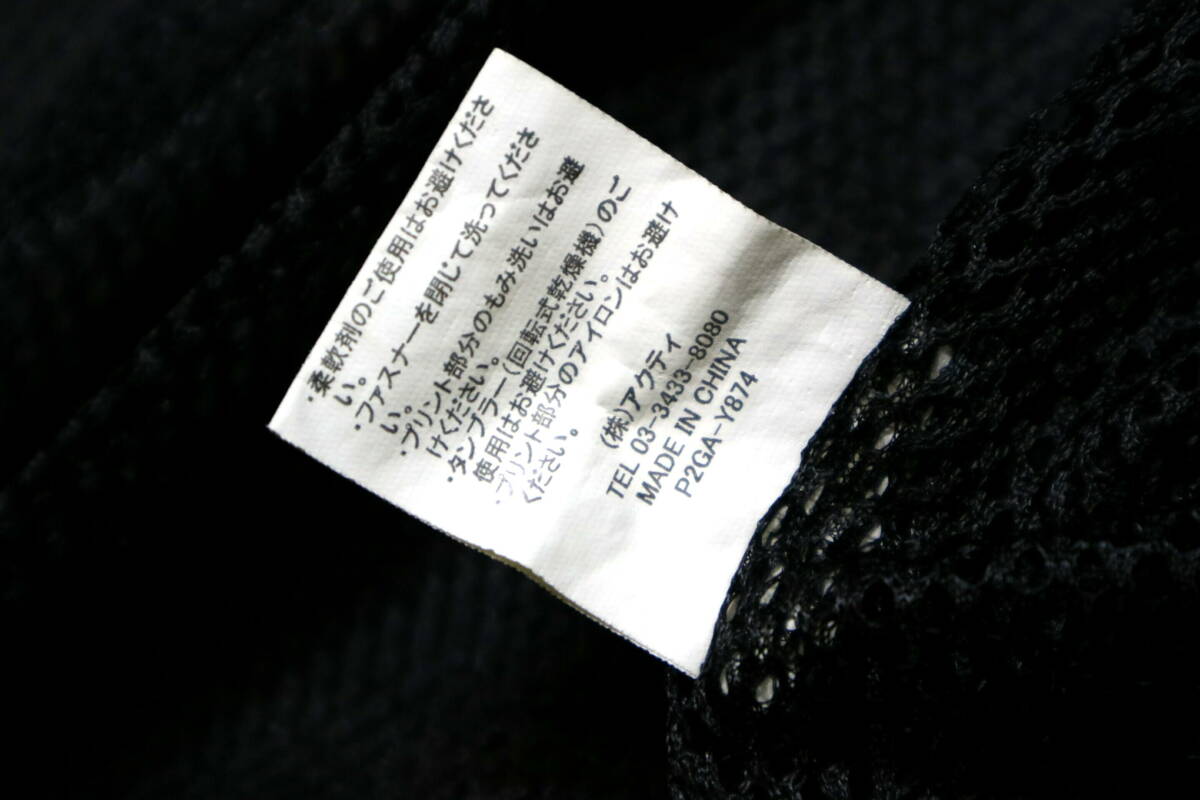 ・柔軟剤のご使用はお避けくださ
い。
・ファスナーを閉じて洗ってくださ
い。
・プリント部分のもみ洗いはお避
けください。
・タンブラー(回転式乾燥機)のご
使用はお避けください。
・プリント部分のアイロンはお避け
ください。
(株)アクティ
TEL 03-3433-8080
MADE IN CHINA
P2GA-Y874